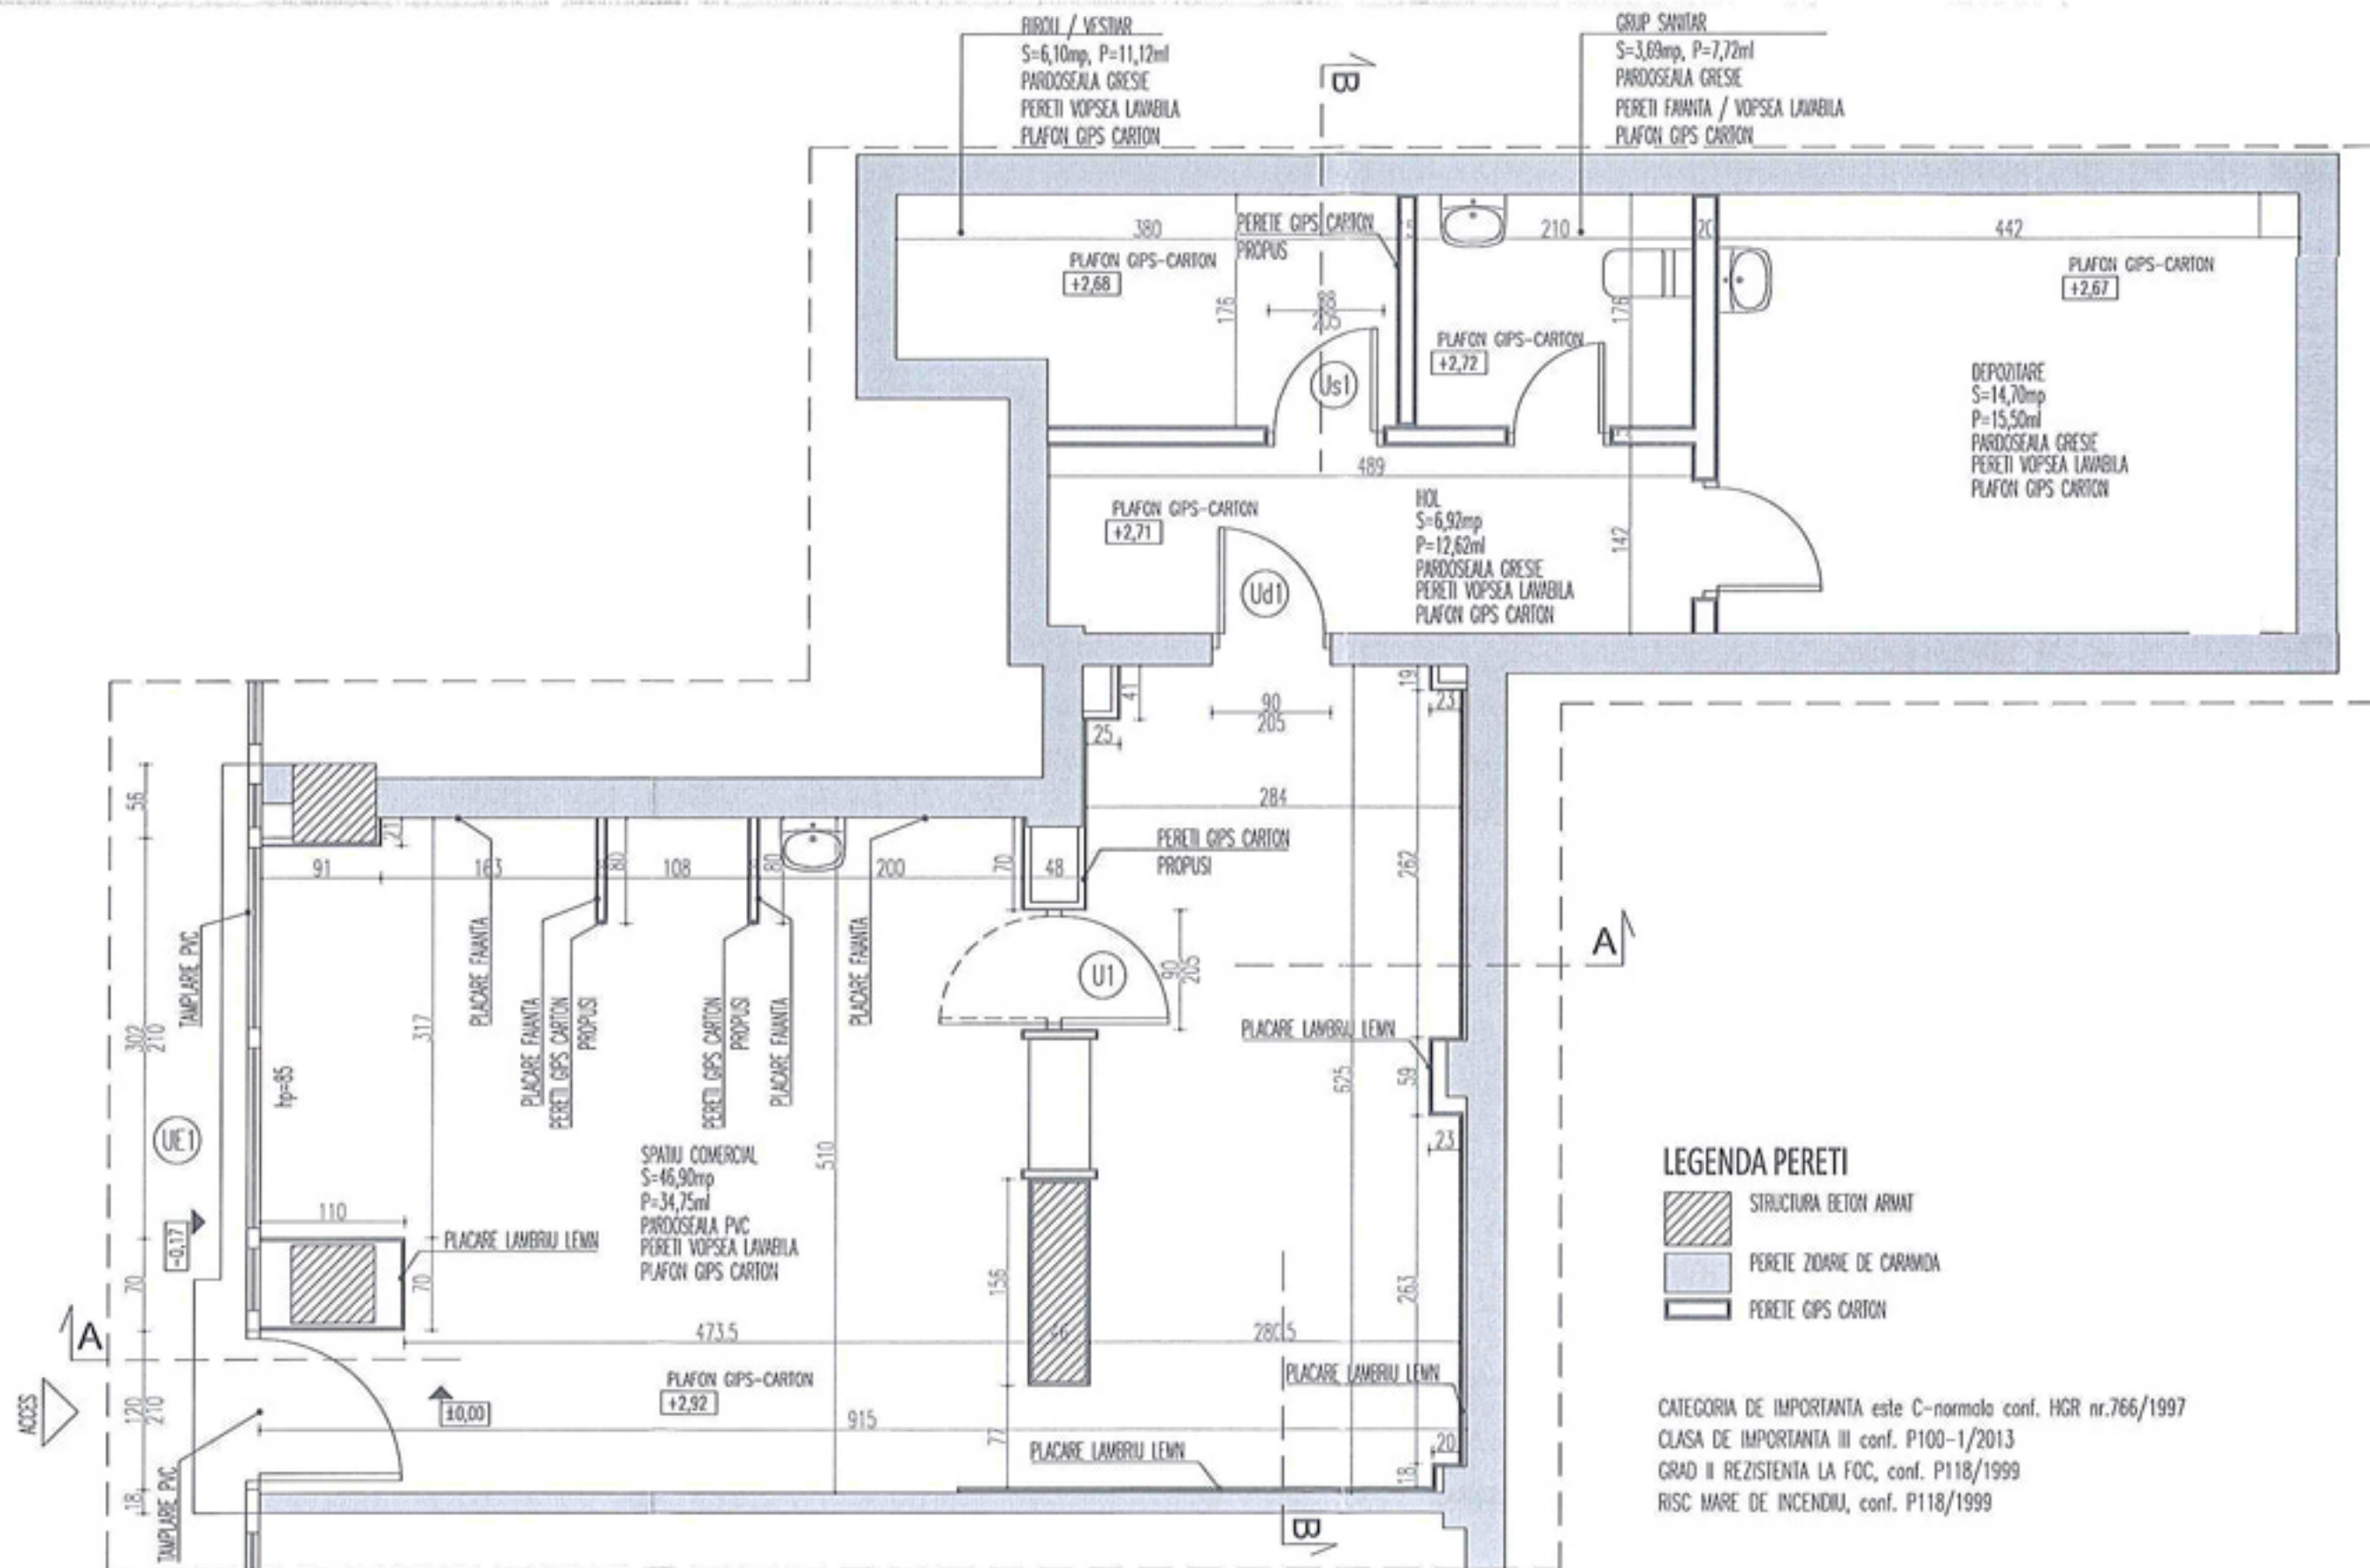 BIROU / VESTIAR
S=6,10mp, P=11,12ml
PARDOSEALA GRESIE
PERETI VOPSEA LAVABILA
PLAFON GIPS CARTON
B
GRUP SANITAR
S=3,69mp, P=7,72ml
PARDOSEALA GRESIE
PERETI FAIANTA / VOPSEA LAVABILA
PLAFON GIPS CARTON
380
PERETE GIPS CARTON
PROPUS
210
20
442
PLAFON GIPS-CARTON
+2,68
176
205
Us1
PLAFON GIPS-CARTON
+2,72
176
PLAFON GIPS-CARTON
+2,67
DEPOZITARE
S=14,70mp
P=15,50ml
PARDOSEALA GRESIE
PERETI VOPSEA LAVABILA
PLAFON GIPS CARTON
489
PLAFON GIPS-CARTON
+2,71
HOL
S=6,92mp
P=12,62ml
PARDOSEALA GRESIE
PERETI VOPSEA LAVABILA
PLAFON GIPS CARTON
142
Ud1
41
25
90
205
19
23
284
56
21
91
163
80
108
80
200
70
48
PERETI GIPS CARTON
PROPUSI
262
TAMPLARIE PVC
PLACARE FAIANTA
PLACARE FAIANTA
PERETI GIPS CARTON
PROPUSI
PERETI GIPS CARTON
PROPUSI
PLACARE FAIANTA
PLACARE FAIANTA
U1
90
205
A
302
210
317
hp=85
PLACARE LAMBRIU LEMN
625
59
23
UE1
510
SPATIU COMERCIAL
S=46,90mp
P=34,75ml
PARDOSEALA PVC
PERETI VOPSEA LAVABILA
PLAFON GIPS CARTON
-0,17
110
PLACARE LAMBRIU LEMN
70
70
156
263
A
473.5
46
280.5
PLACARE LAMBRIU LEMN
ACCES
120
210
±0,00
PLAFON GIPS-CARTON
+2,92
915
77
PLACARE LAMBRIU LEMN
20
18
18
TAMPLARIE PVC
B
LEGENDA PERETI
STRUCTURA BETON ARMAT
PERETE ZIDARIE DE CARAMIDA
PERETE GIPS CARTON
CATEGORIA DE IMPORTANTA este C-normala conf. HGR nr.766/1997
CLASA DE IMPORTANTA III conf. P100-1/2013
GRAD II REZISTENTA LA FOC, conf. P118/1999
RISC MARE DE INCENDIU, conf. P118/1999